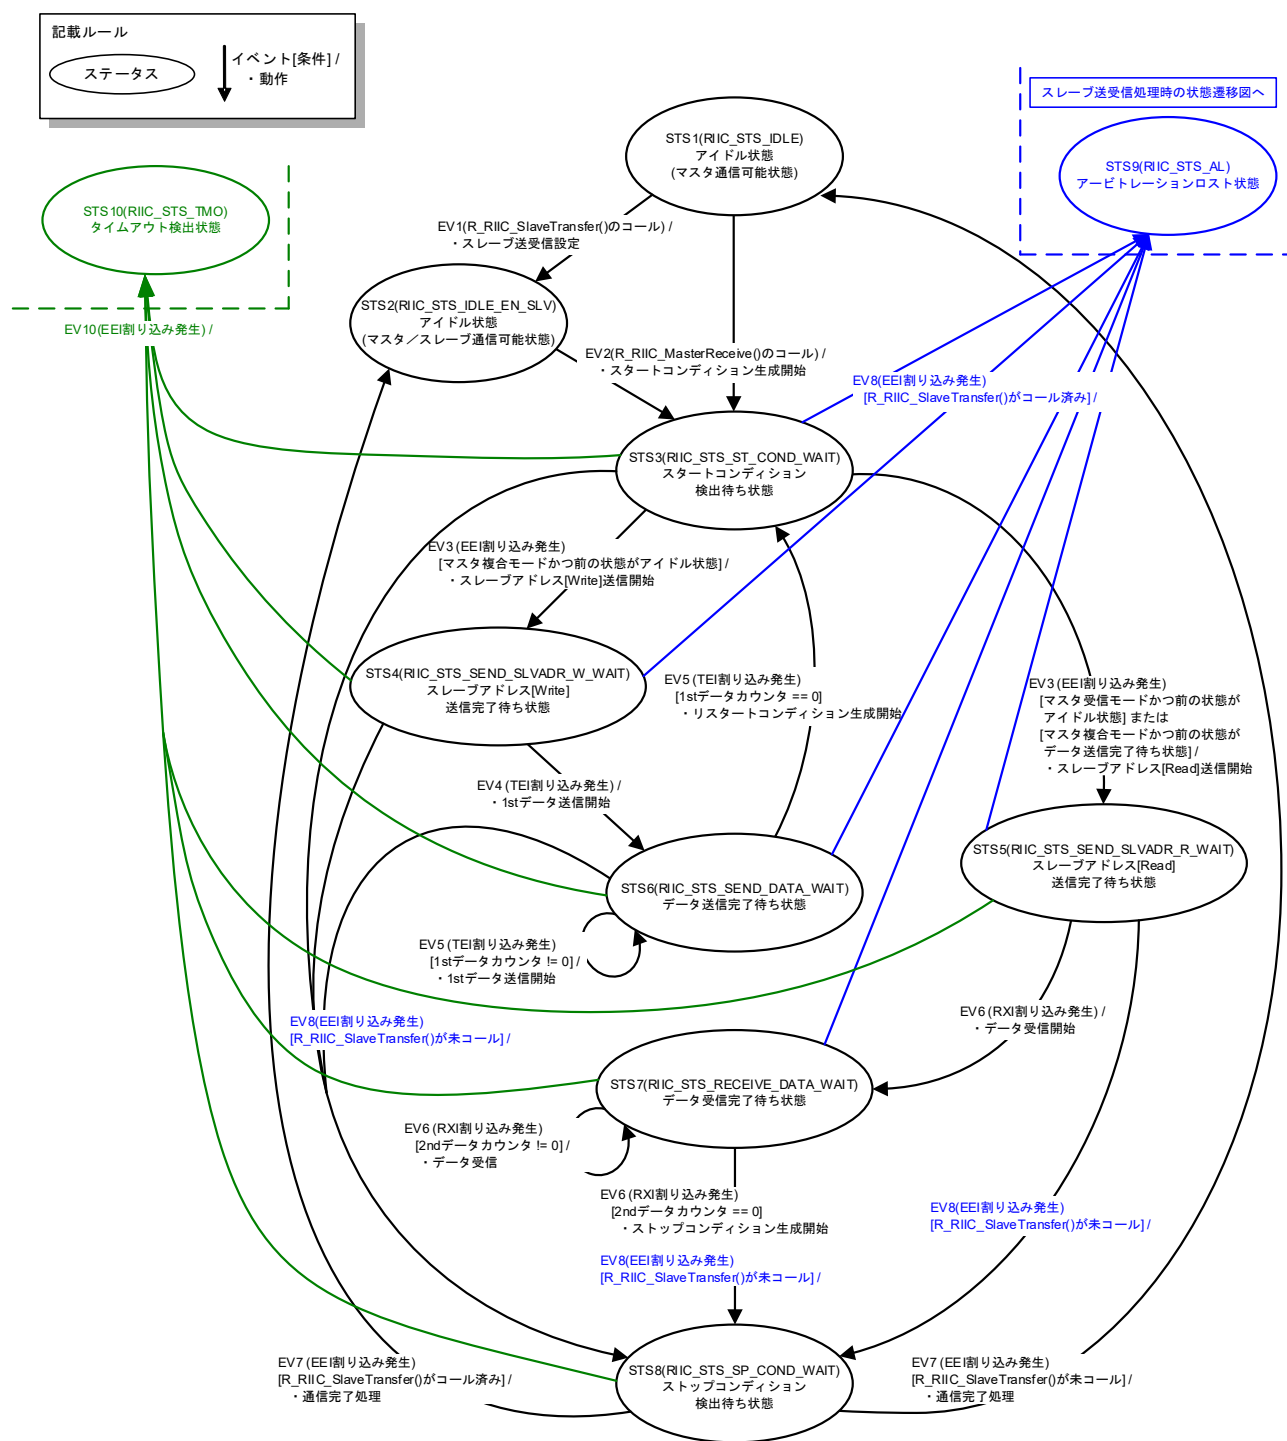 記載ルール
ステータス
イベント[条件] /
・動作
スレーブ送受信処理時の状態遷移図へ
STS1(RIIC_STS_IDLE)
アイドル状態
(マスタ通信可能状態)
STS9(RIIC_STS_AL)
アービトレーションロスト状態
STS10(RIIC_STS_TMO)
タイムアウト検出状態
EV1(R_RIIC_SlaveTransfer()のコール) /
・スレーブ送受信設定
STS2(RIIC_STS_IDLE_EN_SLV)
アイドル状態
(マスタ／スレーブ通信可能状態)
EV10(EEI割り込み発生) /
EV2(R_RIIC_MasterReceive()のコール) /
・スタートコンディション生成開始
EV8(EEI割り込み発生)
[R_RIIC_SlaveTransfer()がコール済み] /
STS3(RIIC_STS_ST_COND_WAIT)
スタートコンディション
検出待ち状態
EV3 (EEI割り込み発生)
[マスタ複合モードかつ前の状態がアイドル状態] /
・スレーブアドレス[Write]送信開始
STS4(RIIC_STS_SEND_SLVADR_W_WAIT)
スレーブアドレス[Write]
送信完了待ち状態
EV5 (TEI割り込み発生)
[1stデータカウンタ == 0]
・リスタートコンディション生成開始
EV3 (EEI割り込み発生)
[マスタ受信モードかつ前の状態が
アイドル状態] または
[マスタ複合モードかつ前の状態が
データ送信完了待ち状態] /
・スレーブアドレス[Read]送信開始
EV4 (TEI割り込み発生) /
・1stデータ送信開始
STS5(RIIC_STS_SEND_SLVADR_R_WAIT)
スレーブアドレス[Read]
送信完了待ち状態
STS6(RIIC_STS_SEND_DATA_WAIT)
データ送信完了待ち状態
EV5 (TEI割り込み発生)
[1stデータカウンタ != 0] /
・1stデータ送信開始
EV8(EEI割り込み発生)
[R_RIIC_SlaveTransfer()が未コール] /
EV6 (RXI割り込み発生) /
・データ受信開始
STS7(RIIC_STS_RECEIVE_DATA_WAIT)
データ受信完了待ち状態
EV6 (RXI割り込み発生)
[2ndデータカウンタ != 0] /
・データ受信
EV6 (RXI割り込み発生)
[2ndデータカウンタ == 0]
・ストップコンディション生成開始
EV8(EEI割り込み発生)
[R_RIIC_SlaveTransfer()が未コール] /
EV8(EEI割り込み発生)
[R_RIIC_SlaveTransfer()が未コール] /
EV7 (EEI割り込み発生)
[R_RIIC_SlaveTransfer()がコール済み] /
・通信完了処理
STS8(RIIC_STS_SP_COND_WAIT)
ストップコンディション
検出待ち状態
EV7 (EEI割り込み発生)
[R_RIIC_SlaveTransfer()が未コール] /
・通信完了処理